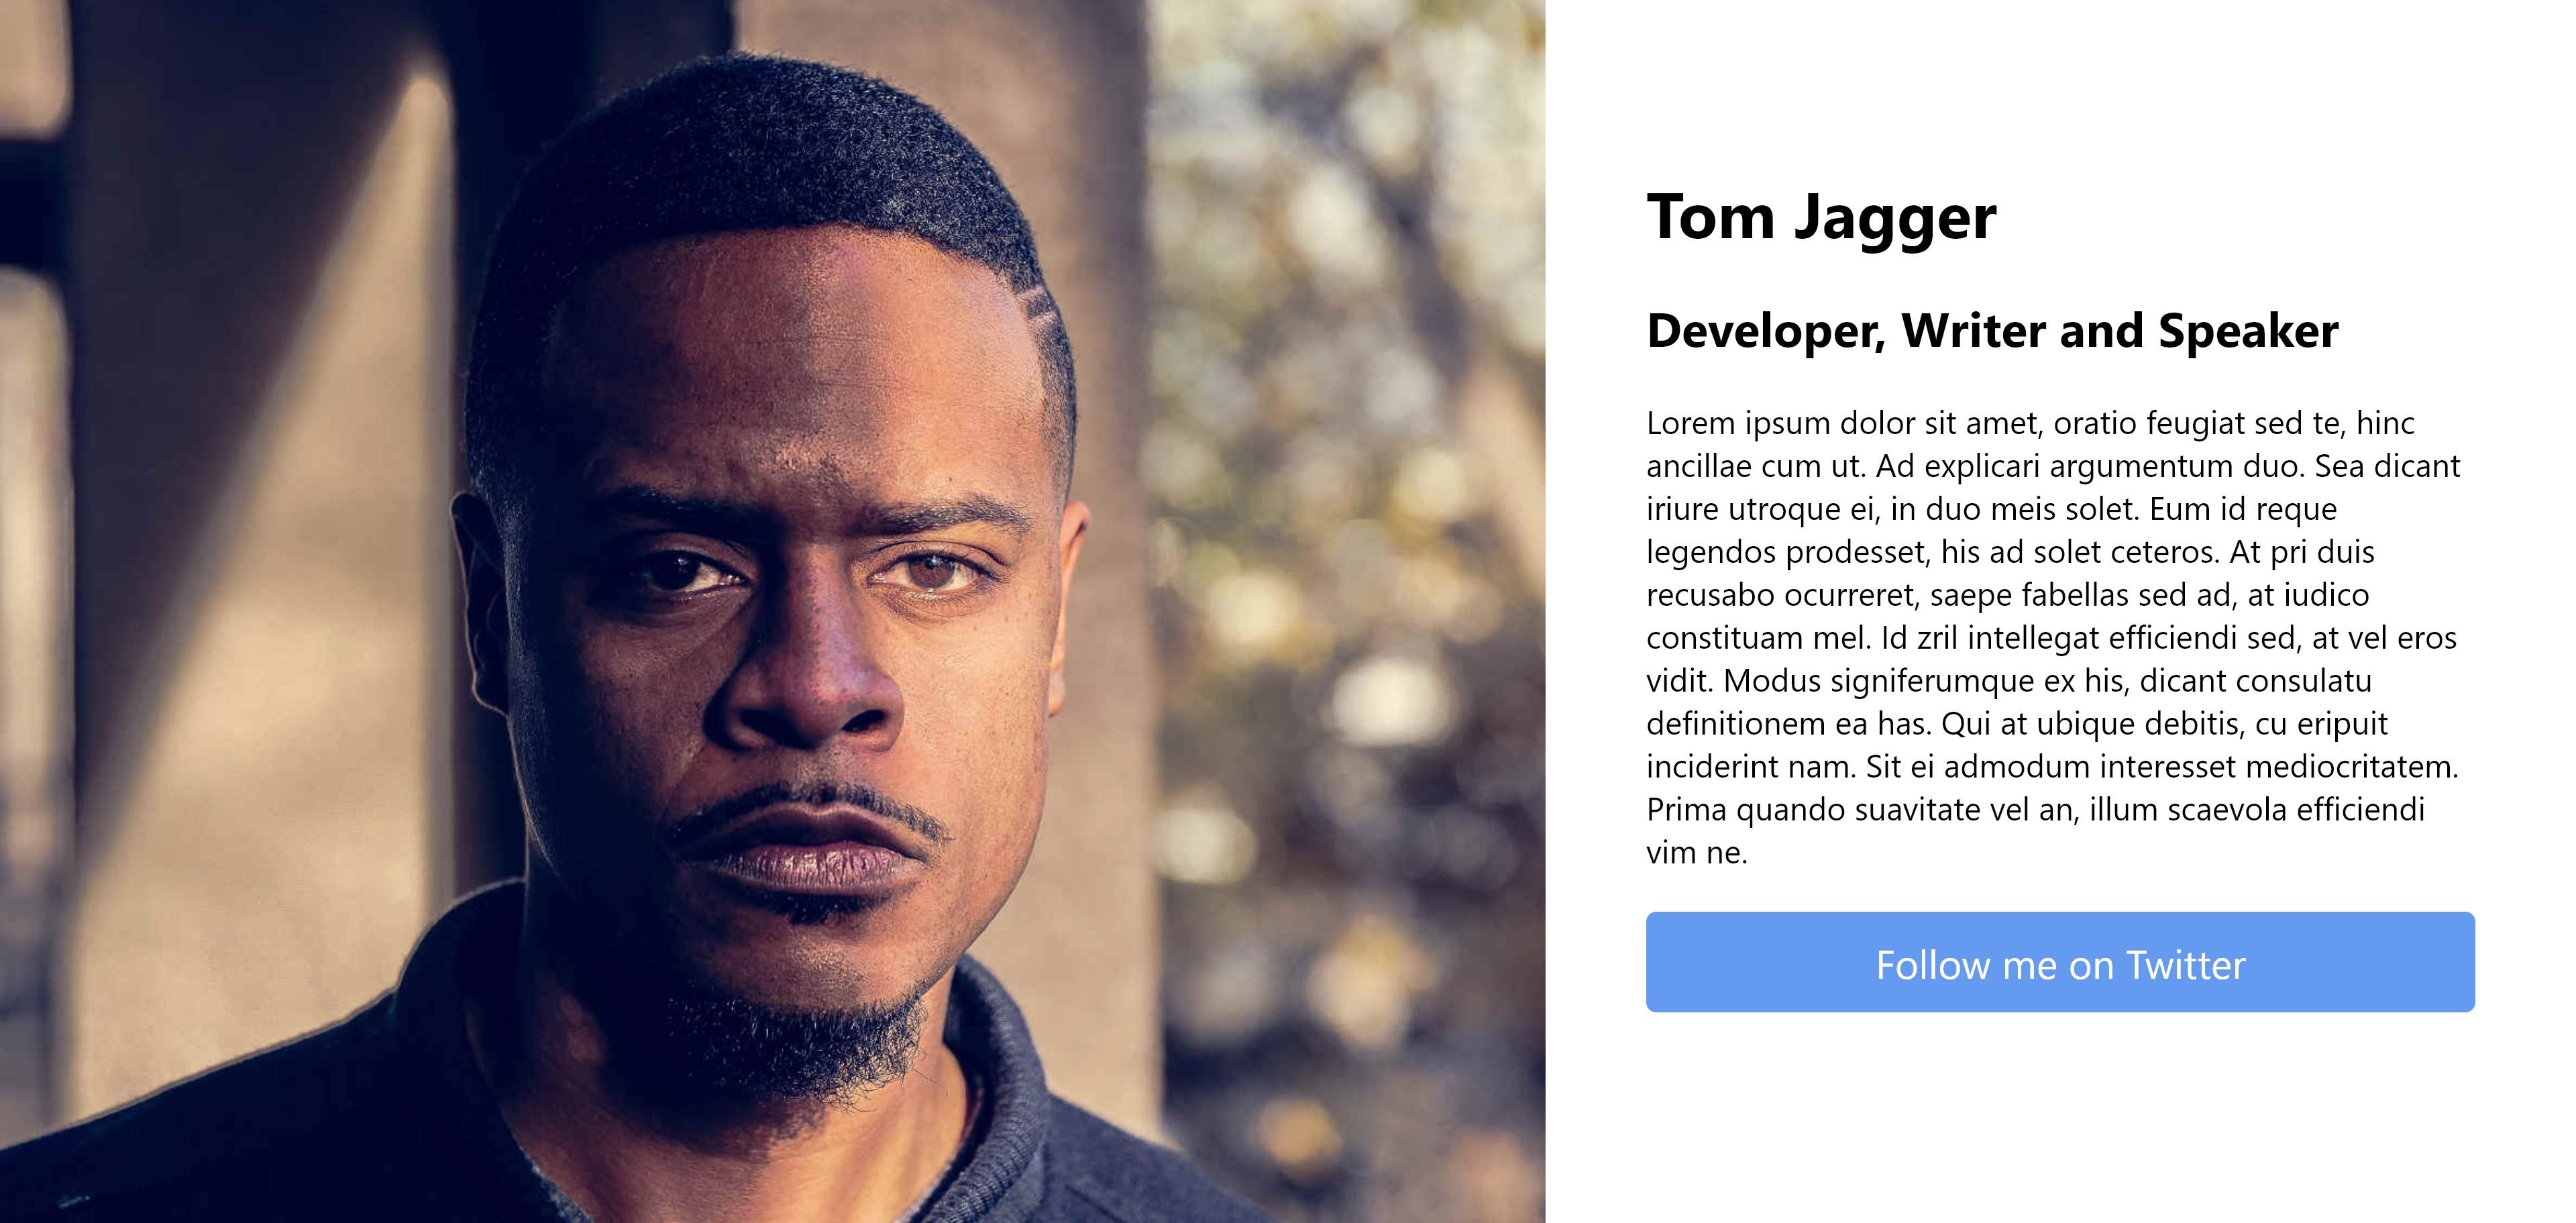 Tom Jagger
Developer, Writer and Speaker
Lorem ipsum dolor sit amet, oratio feugiat sed te, hinc
ancillae cum ut. Ad explicari argumentum duo. Sea dicant
iriure utroque ei, in duo meis solet. Eum id reque
legendos prodesset, his ad solet ceteros. At pri duis
recusabo ocurreret, saepe fabellas sed ad, at iudico
constituam mel. Id zril intellegat efficiendi sed, at vel eros
vidit. Modus signiferumque ex his, dicant consulatu
definitionem ea has. Qui at ubique debitis, cu eripuit
inciderint nam. Sit ei admodum interesset mediocritatem.
Prima quando suavitate vel an, illum scaevola efficiendi
vim ne.
Follow me on Twitter